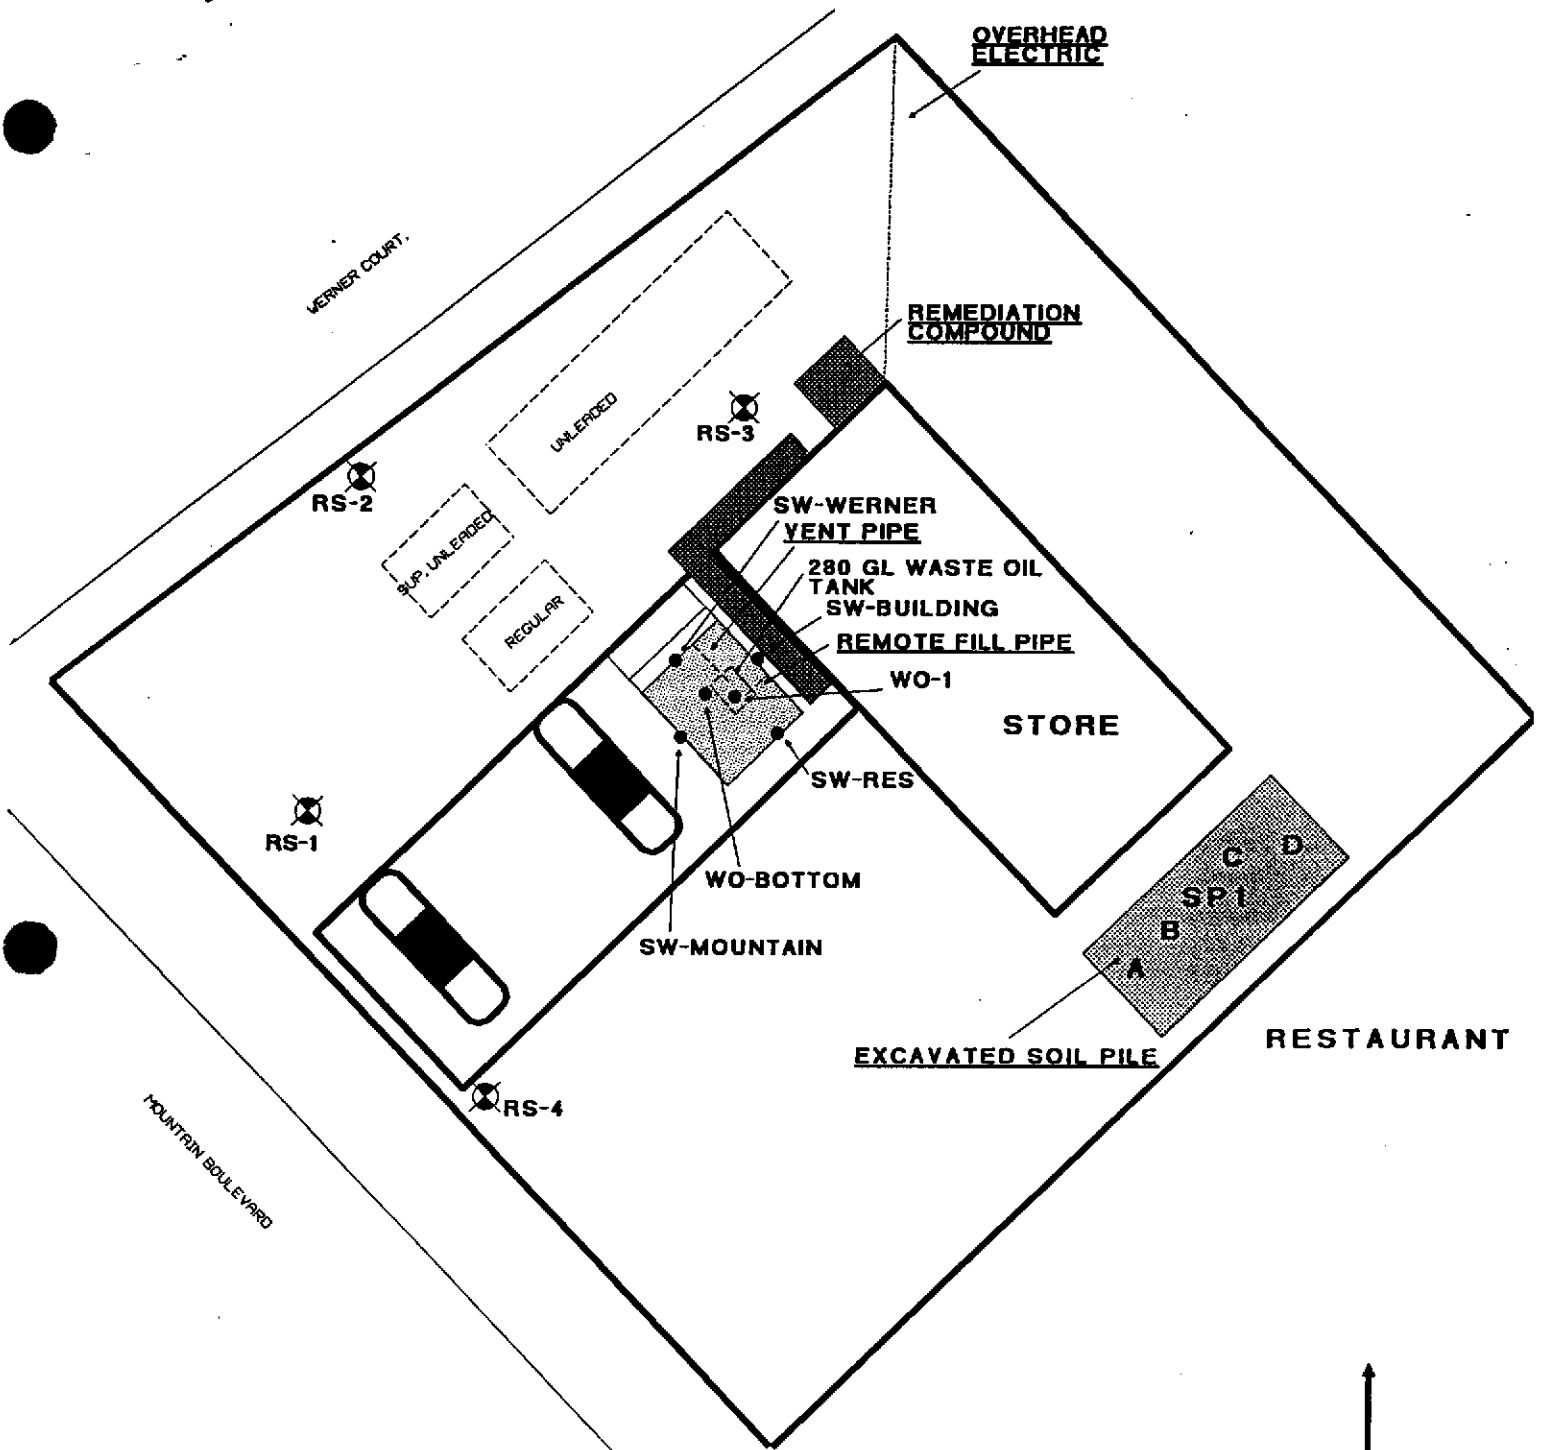 OVERHEAD
ELECTRIC
WERNER COURT.
REMEDIATION
COMPOUND
UNLEADED
RS-3
RS-2
SW-WERNER
VENT PIPE
SUP. UNLEADED
280 GL WASTE OIL
TANK
SW-BUILDING
REGULAR
REMOTE FILL PIPE
WO-1
STORE
SW-RES
RS-1
C
D
WO-BOTTOM
SP1
B
SW-MOUNTAIN
A
RESTAURANT
EXCAVATED SOIL PILE
RS-4
MOUNTAIN BOULEVARD